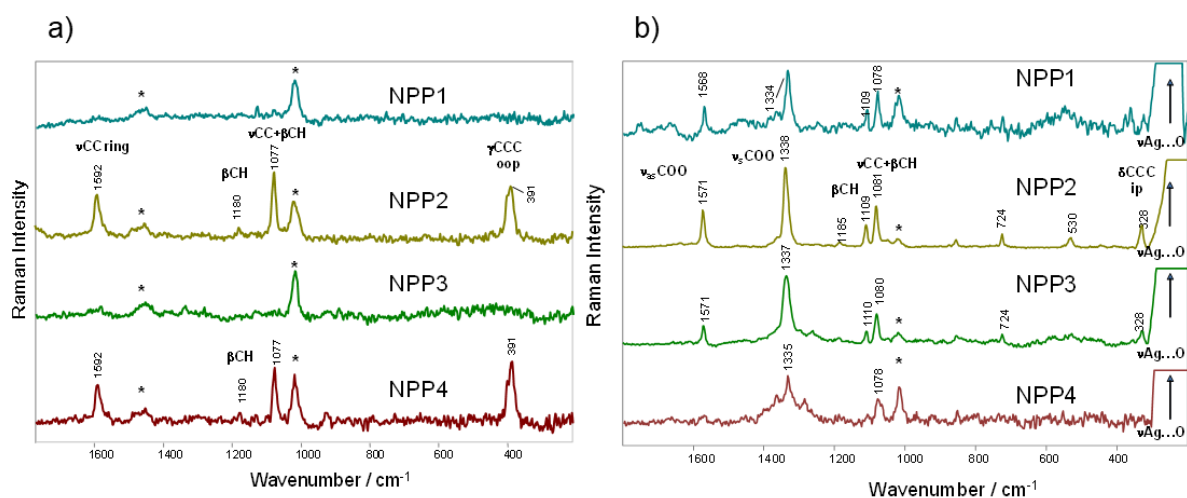 a)
*
*
NPP1
νCC ring
νCC+βCH
γCCC
oop
1592
βCH
1077
*
1180
*
391
NPP2
*
*
NPP3
1592
*
βCH
1180
1077
*
391
NPP4
1600
1400
1200
1000
800
600
400
Wavenumber / cm-1
Raman Intensity
b)
1568
1334
1109
1078
*
NPP1
νasCOO
νsCOO
νCC+βCH
δCCC
ip
νAg...O
1571
1338
βCH
1185
1109
1081
*
724
530
328
NPP2
νAg...O
1571
1337
1110
1080
*
724
328
NPP3
νAg...O
1335
1078
*
NPP4
νAg...O
1600
1400
1200
1000
800
600
400
200
Wavenumber / cm-1
Raman Intensity